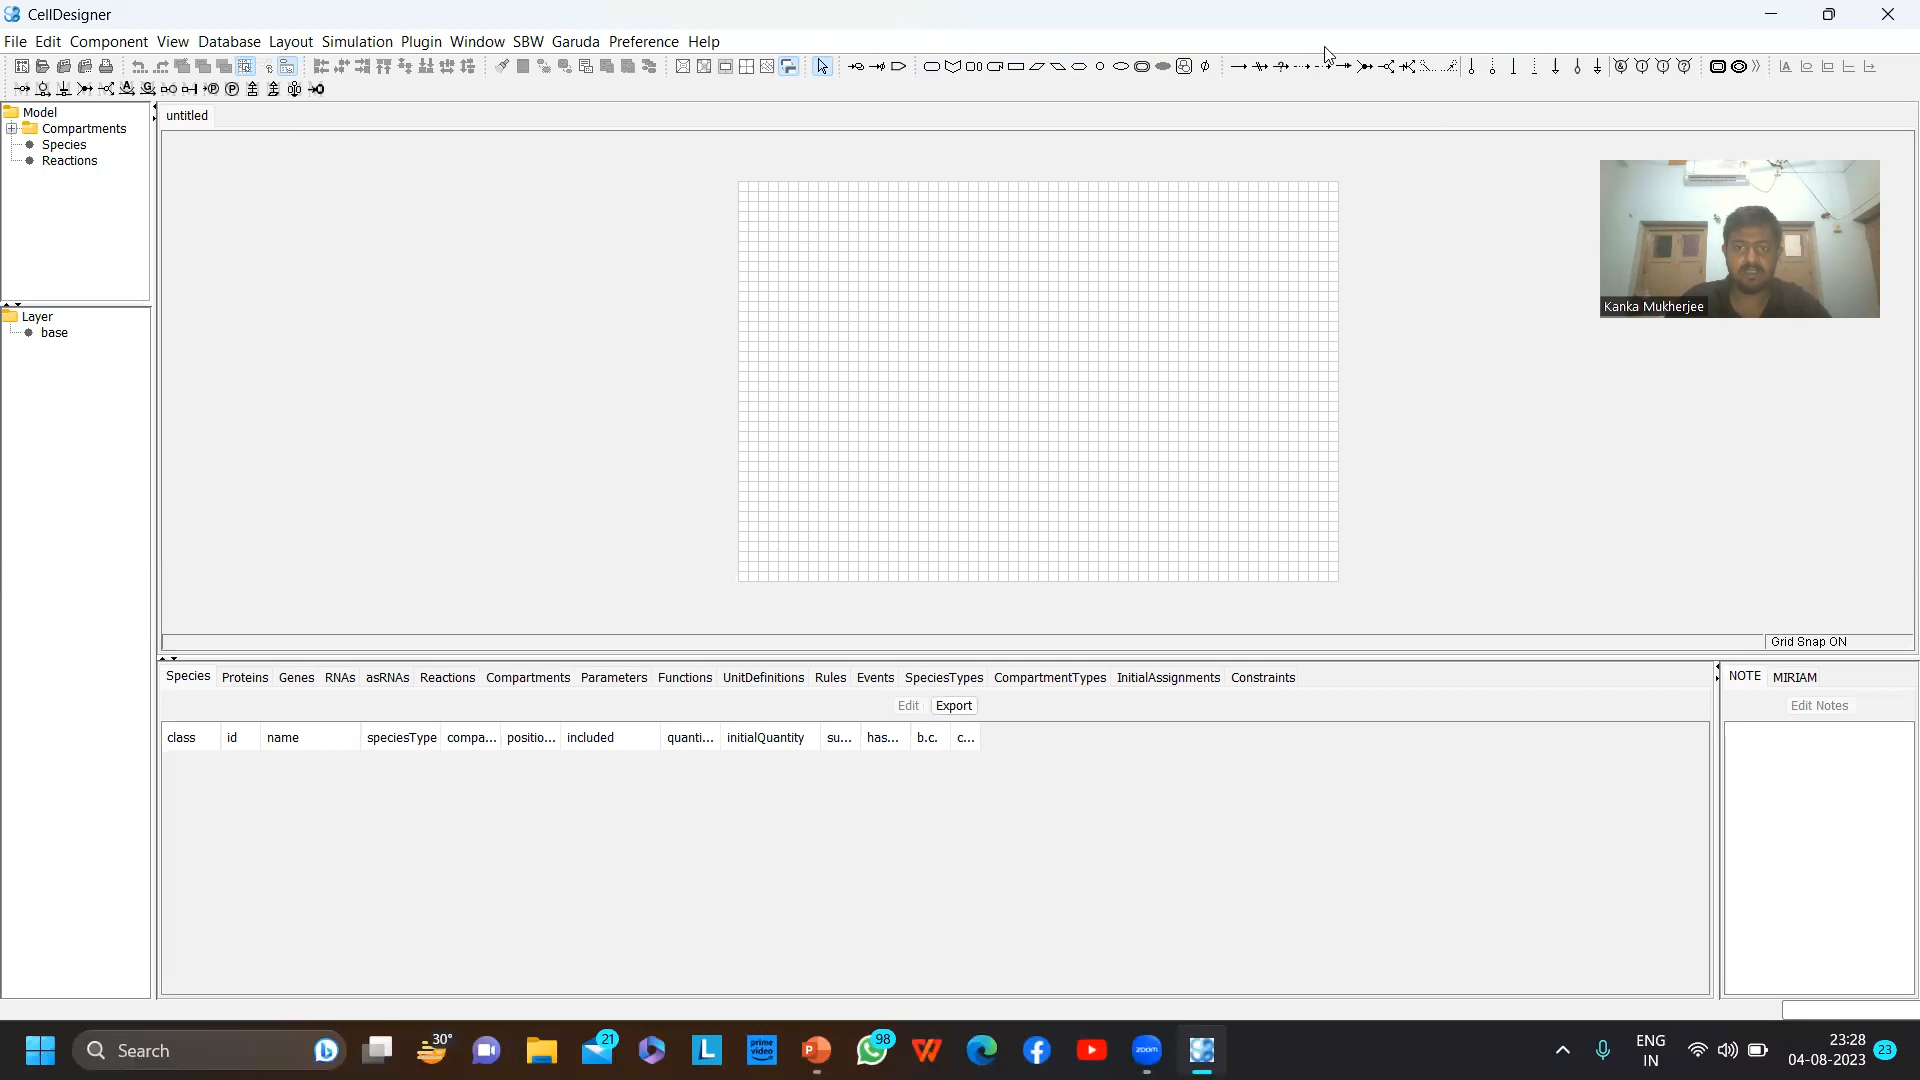 CellDesigner
File Edit Component View Database Layout Simulation Plugin Window SBW Garuda Preference Help
Model
Compartments
Species
Reactions
untitled
Kanka Mukherjee
Layer
base
Grid Snap ON
Species Proteins Genes RNAs asRNAs Reactions Compartments Parameters Functions UnitDefinitions Rules Events SpeciesTypes CompartmentTypes InitialAssignments Constraints
NOTE MIRIAM
Edit Export
Edit Notes
class id name speciesType compa... positio... included quanti... initialQuantity su... has... b.c. c...
Search
30°
21
L
prime video
98
zoom
ENG
IN
23:28
04-08-2023
23